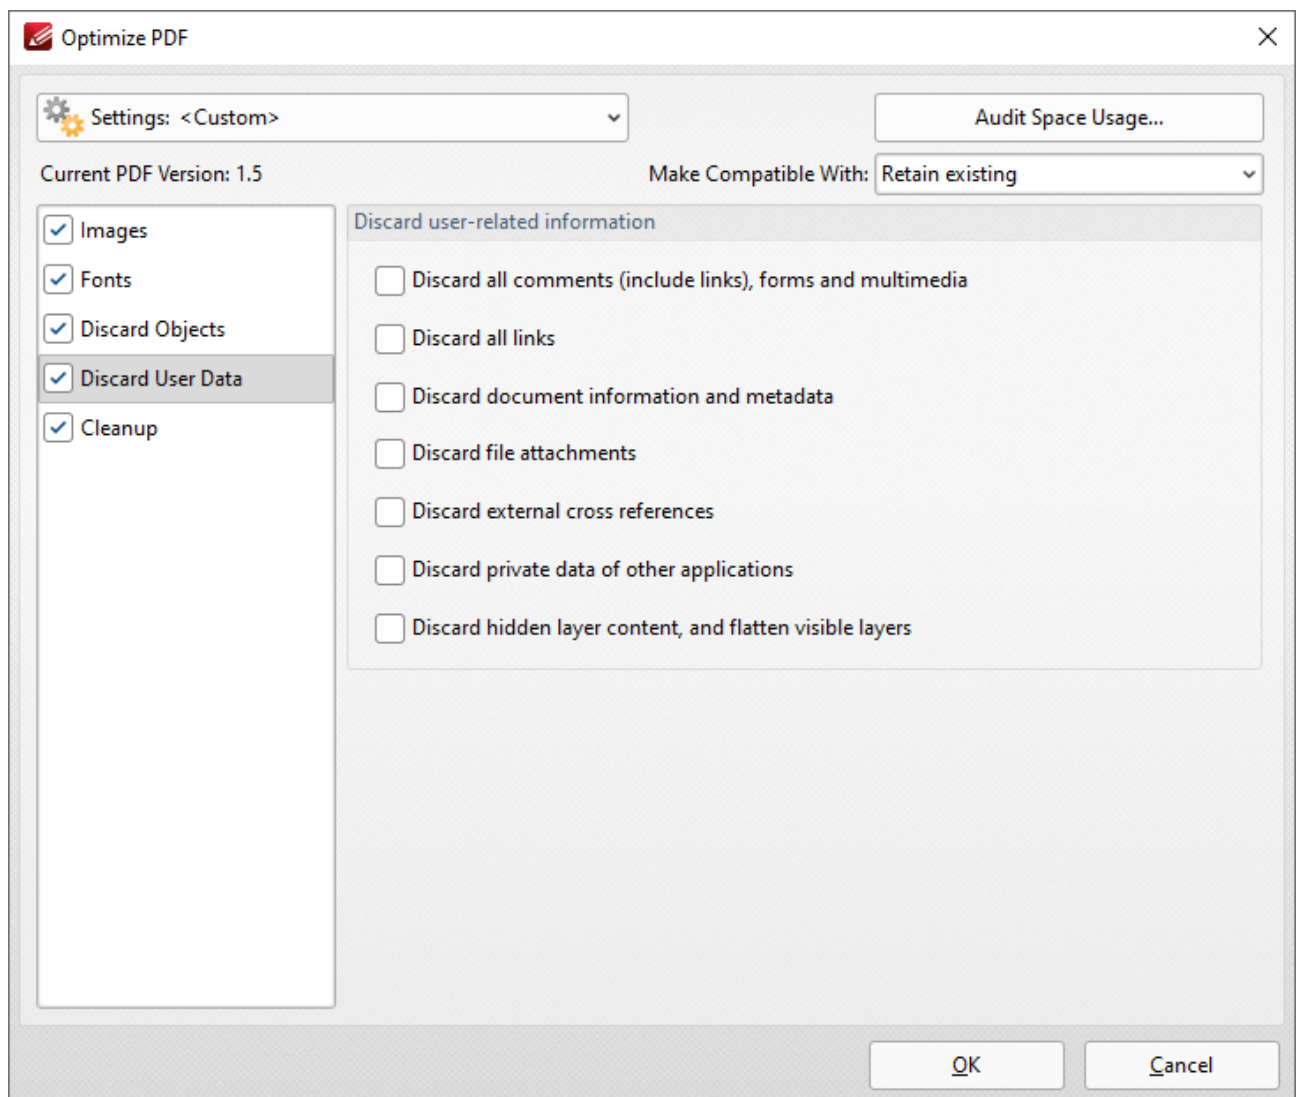 Optimize PDF
Settings: <Custom>
Audit Space Usage...
Current PDF Version: 1.5
Make Compatible With: Retain existing
Images
Fonts
Discard Objects
Discard User Data
Cleanup
Discard user-related information
Discard all comments (include links), forms and multimedia
Discard all links
Discard document information and metadata
Discard file attachments
Discard external cross references
Discard private data of other applications
Discard hidden layer content, and flatten visible layers
OK
Cancel